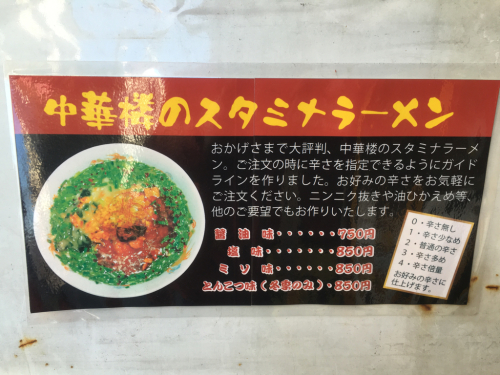 中華楼のスタミナラーメン
おかげさまで大評判、中華楼のスタミナラーメ
ン。ご注文の時に辛さを指定できるようにガイド
ラインを作りました。お好みの辛さをお気軽に
ご注文ください。ニンニク抜きや油ひかえめ等、
他のご要望でもお作りいたします。
醤油味・・・・・・750円
塩味・・・・・・850円
ミソ味・・・・・・850円
とんこつ味(冬季のみ)・850円
0・辛さ無し
1・辛さ少なめ
2・普通の辛さ
3・辛さ多め
4・辛さ倍量
お好みの辛さに
仕上げます。